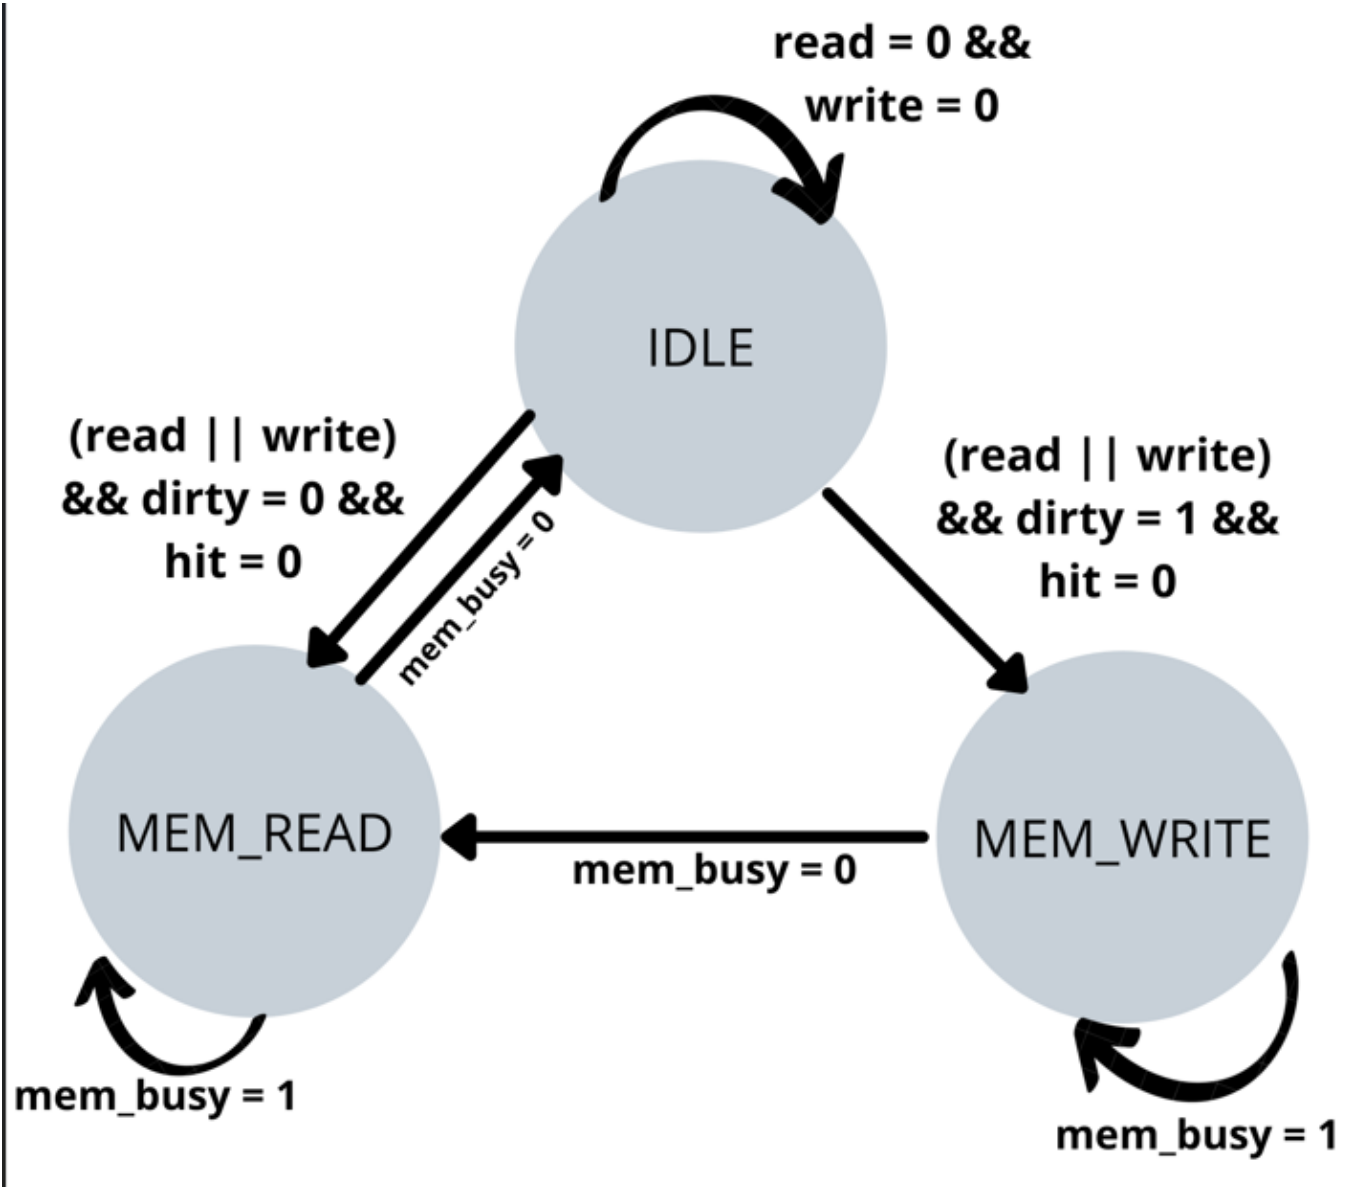 read = 0 &&
write = 0
IDLE
(read || write)
&& dirty = 0 &&
hit = 0
(read || write)
&& dirty = 1 &&
hit = 0
mem_busy = 0
MEM_READ
MEM_WRITE
mem_busy = 0
mem_busy = 1
mem_busy = 1